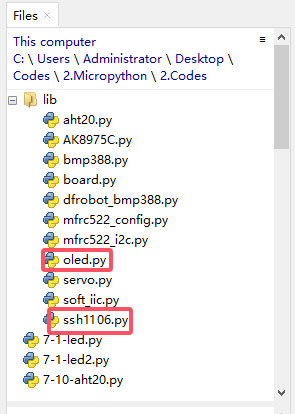 Files ×
This computer
C: \ Users \ Administrator \ Desktop \
Codes \ 2.Micropython \ 2.Codes
lib
aht20.py
AK8975C.py
bmp388.py
board.py
dfrobot_bmp388.py
mfrc522_config.py
mfrc522_i2c.py
oled.py
servo.py
soft_iic.py
ssh1106.py
7-1-led.py
7-1-led2.py
7-10-aht20.py